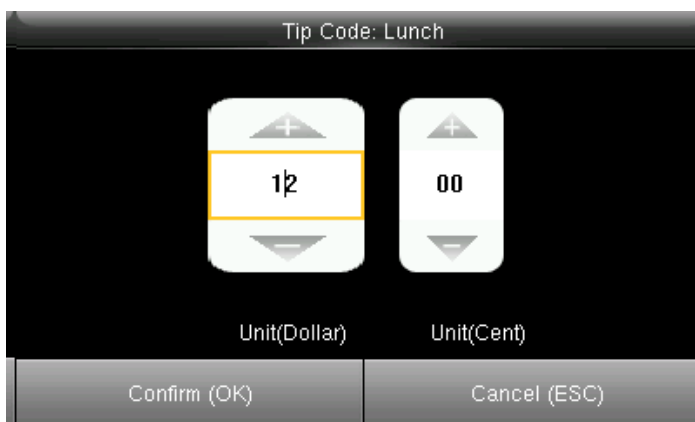 Tip Code: Lunch
12 00
Unit(Dollar) Unit(Cent)
Confirm (OK) Cancel (ESC)